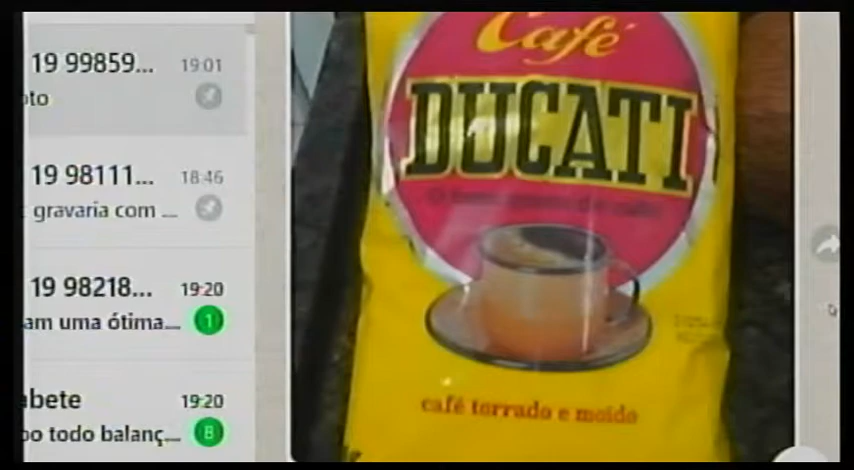 19 99859... 19:01
oto
19 98111... 18:46
gravaria com ...
19 98218... 19:20
am uma ótima... 1
abete 19:20
oo todo balanç... 8
Café
DUCATI
café torrado e moído